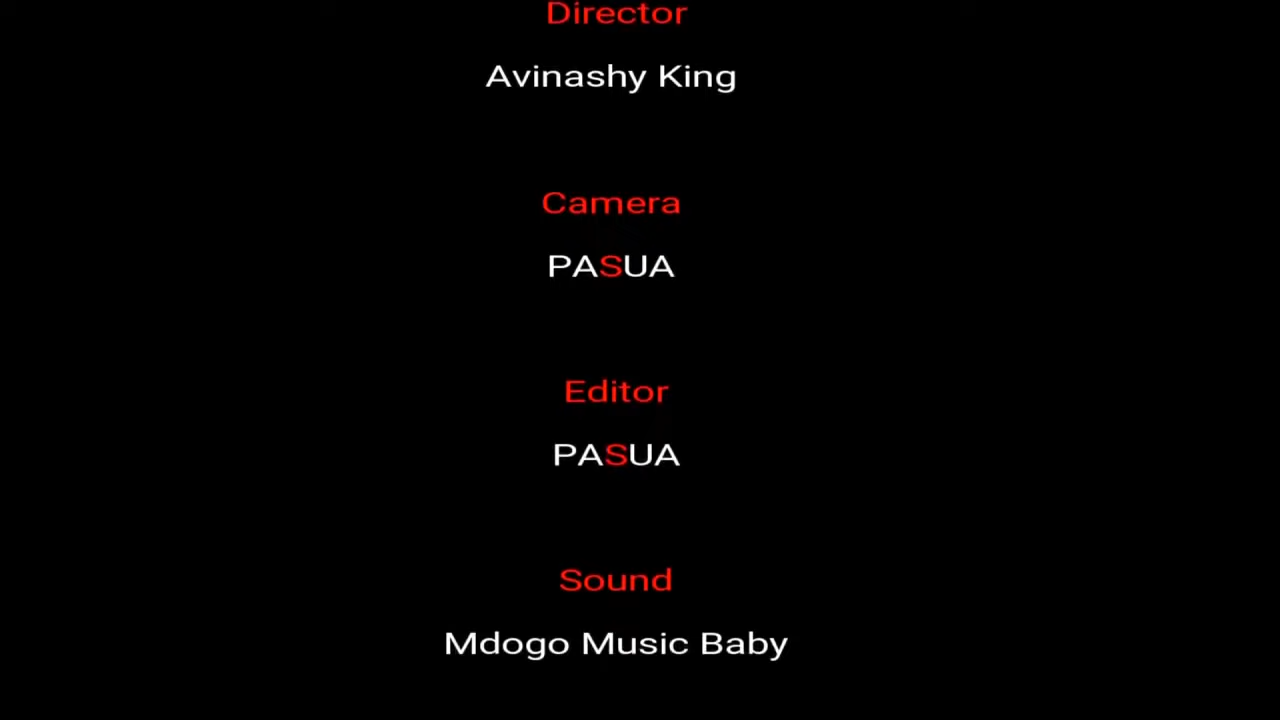 Director
Avinashy King
Camera
PASUA
Editor
PASUA
Sound
Mdogo Music Baby